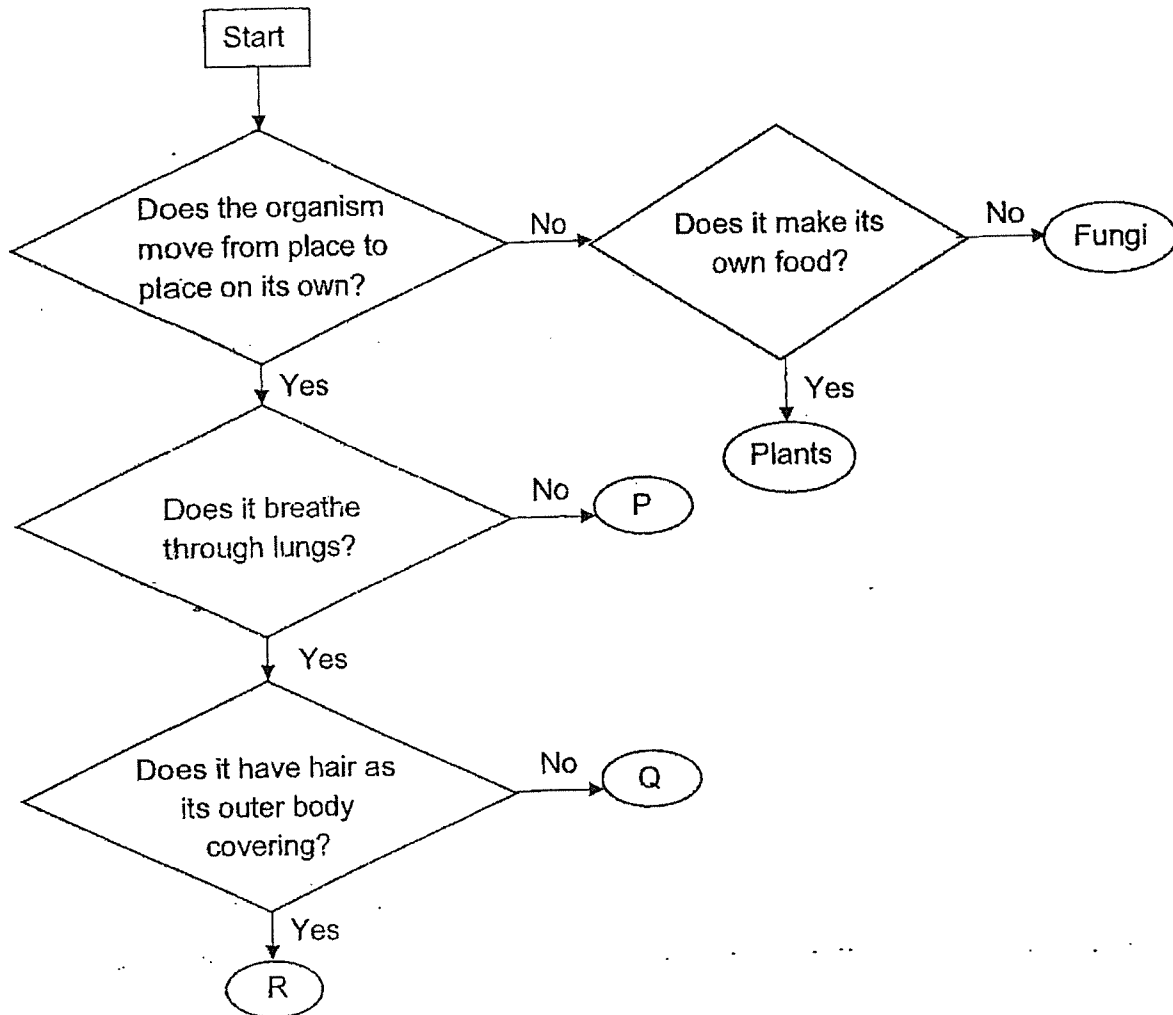 Start
Does the organism
move from place to
place on its own?
No
Does it make its
own food?
No
Fungi
Yes
Yes
Plants
Does it breathe
through lungs?
No
P
Yes
Does it have hair as
its outer body
covering?
No
Q
Yes
R